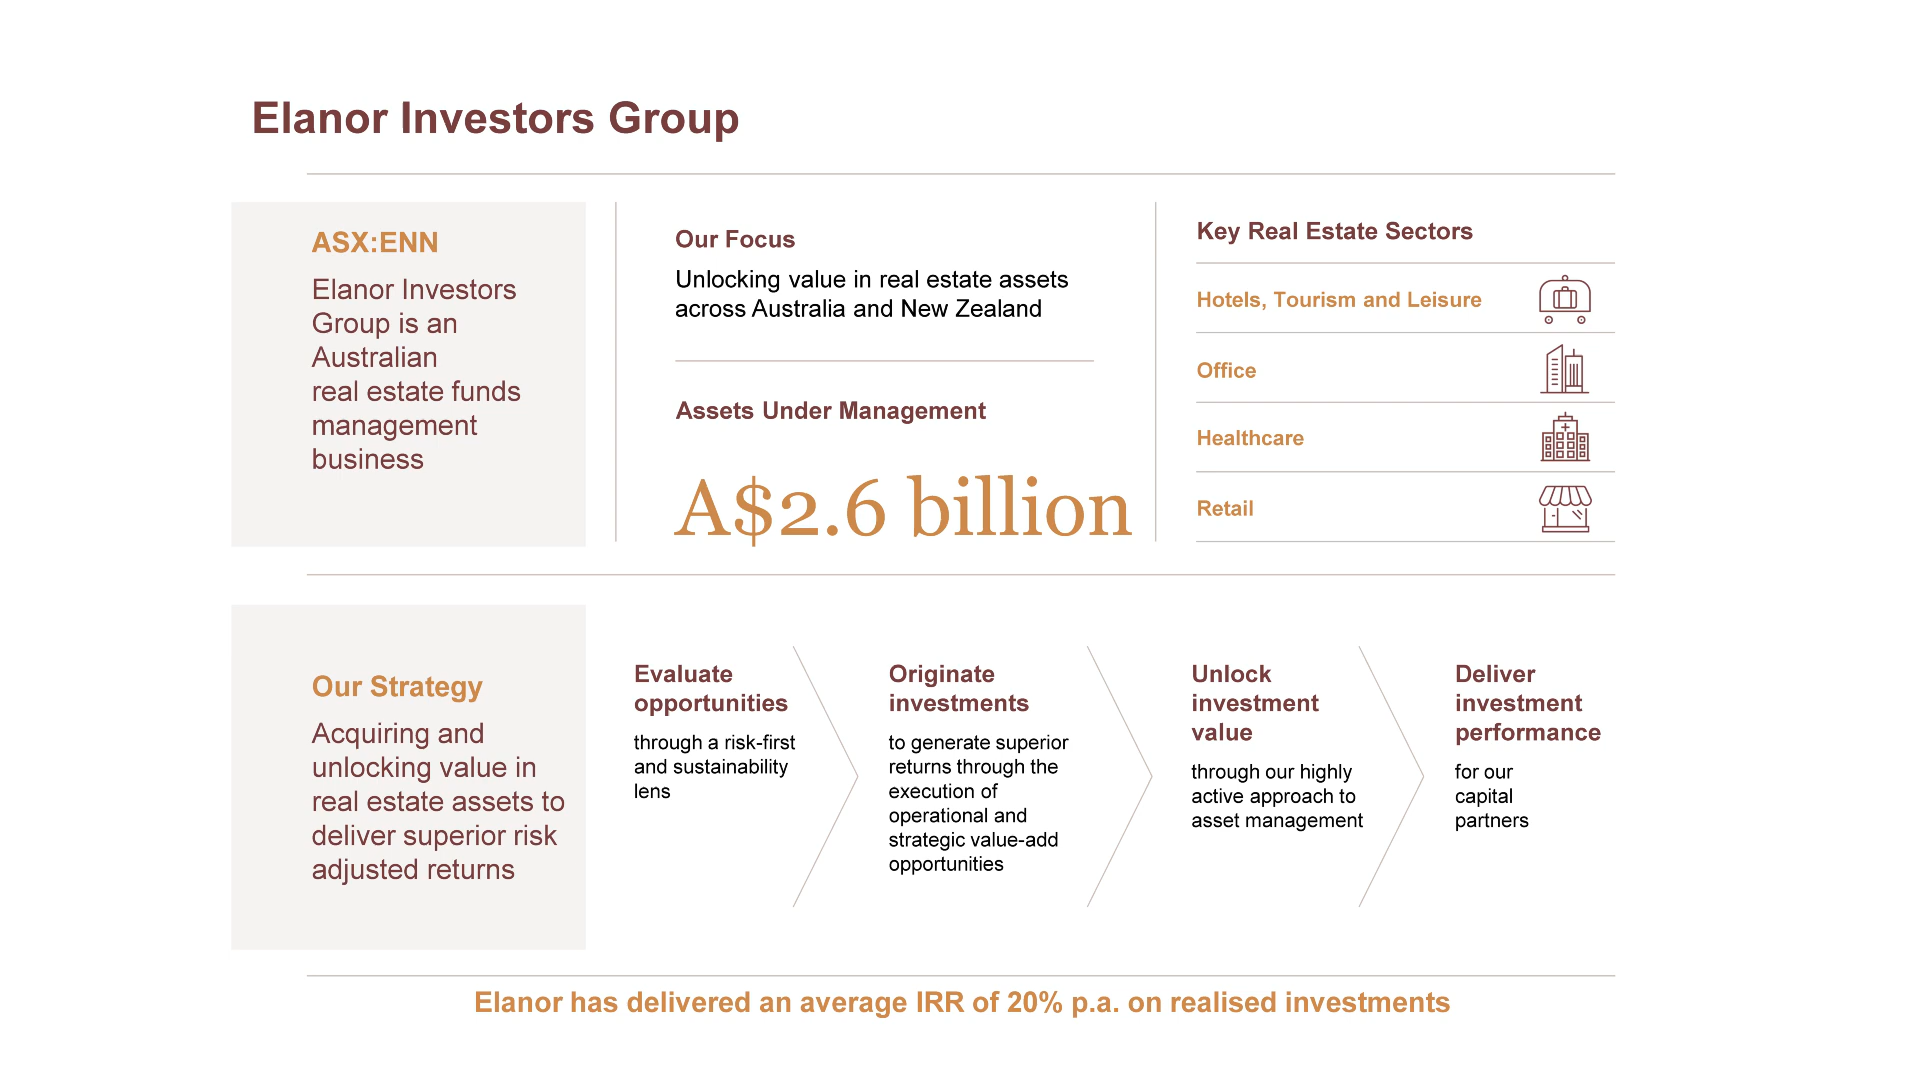 Elanor Investors Group
ASX:ENN
Elanor Investors
Group is an
Australian
real estate funds
management
business
Our Focus
Unlocking value in real estate assets
across Australia and New Zealand
Assets Under Management
A$2.6 billion
Key Real Estate Sectors
Hotels, Tourism and Leisure
Office
Healthcare
Retail
Our Strategy
Acquiring and
unlocking value in
real estate assets to
deliver superior risk
adjusted returns
Evaluate
opportunities
through a risk-first
and sustainability
lens
Originate
investments
to generate superior
returns through the
execution of
operational and
strategic value-add
opportunities
Unlock
investment
value
through our highly
active approach to
asset management
Deliver
investment
performance
for our
capital
partners
Elanor has delivered an average IRR of 20% p.a. on realised investments